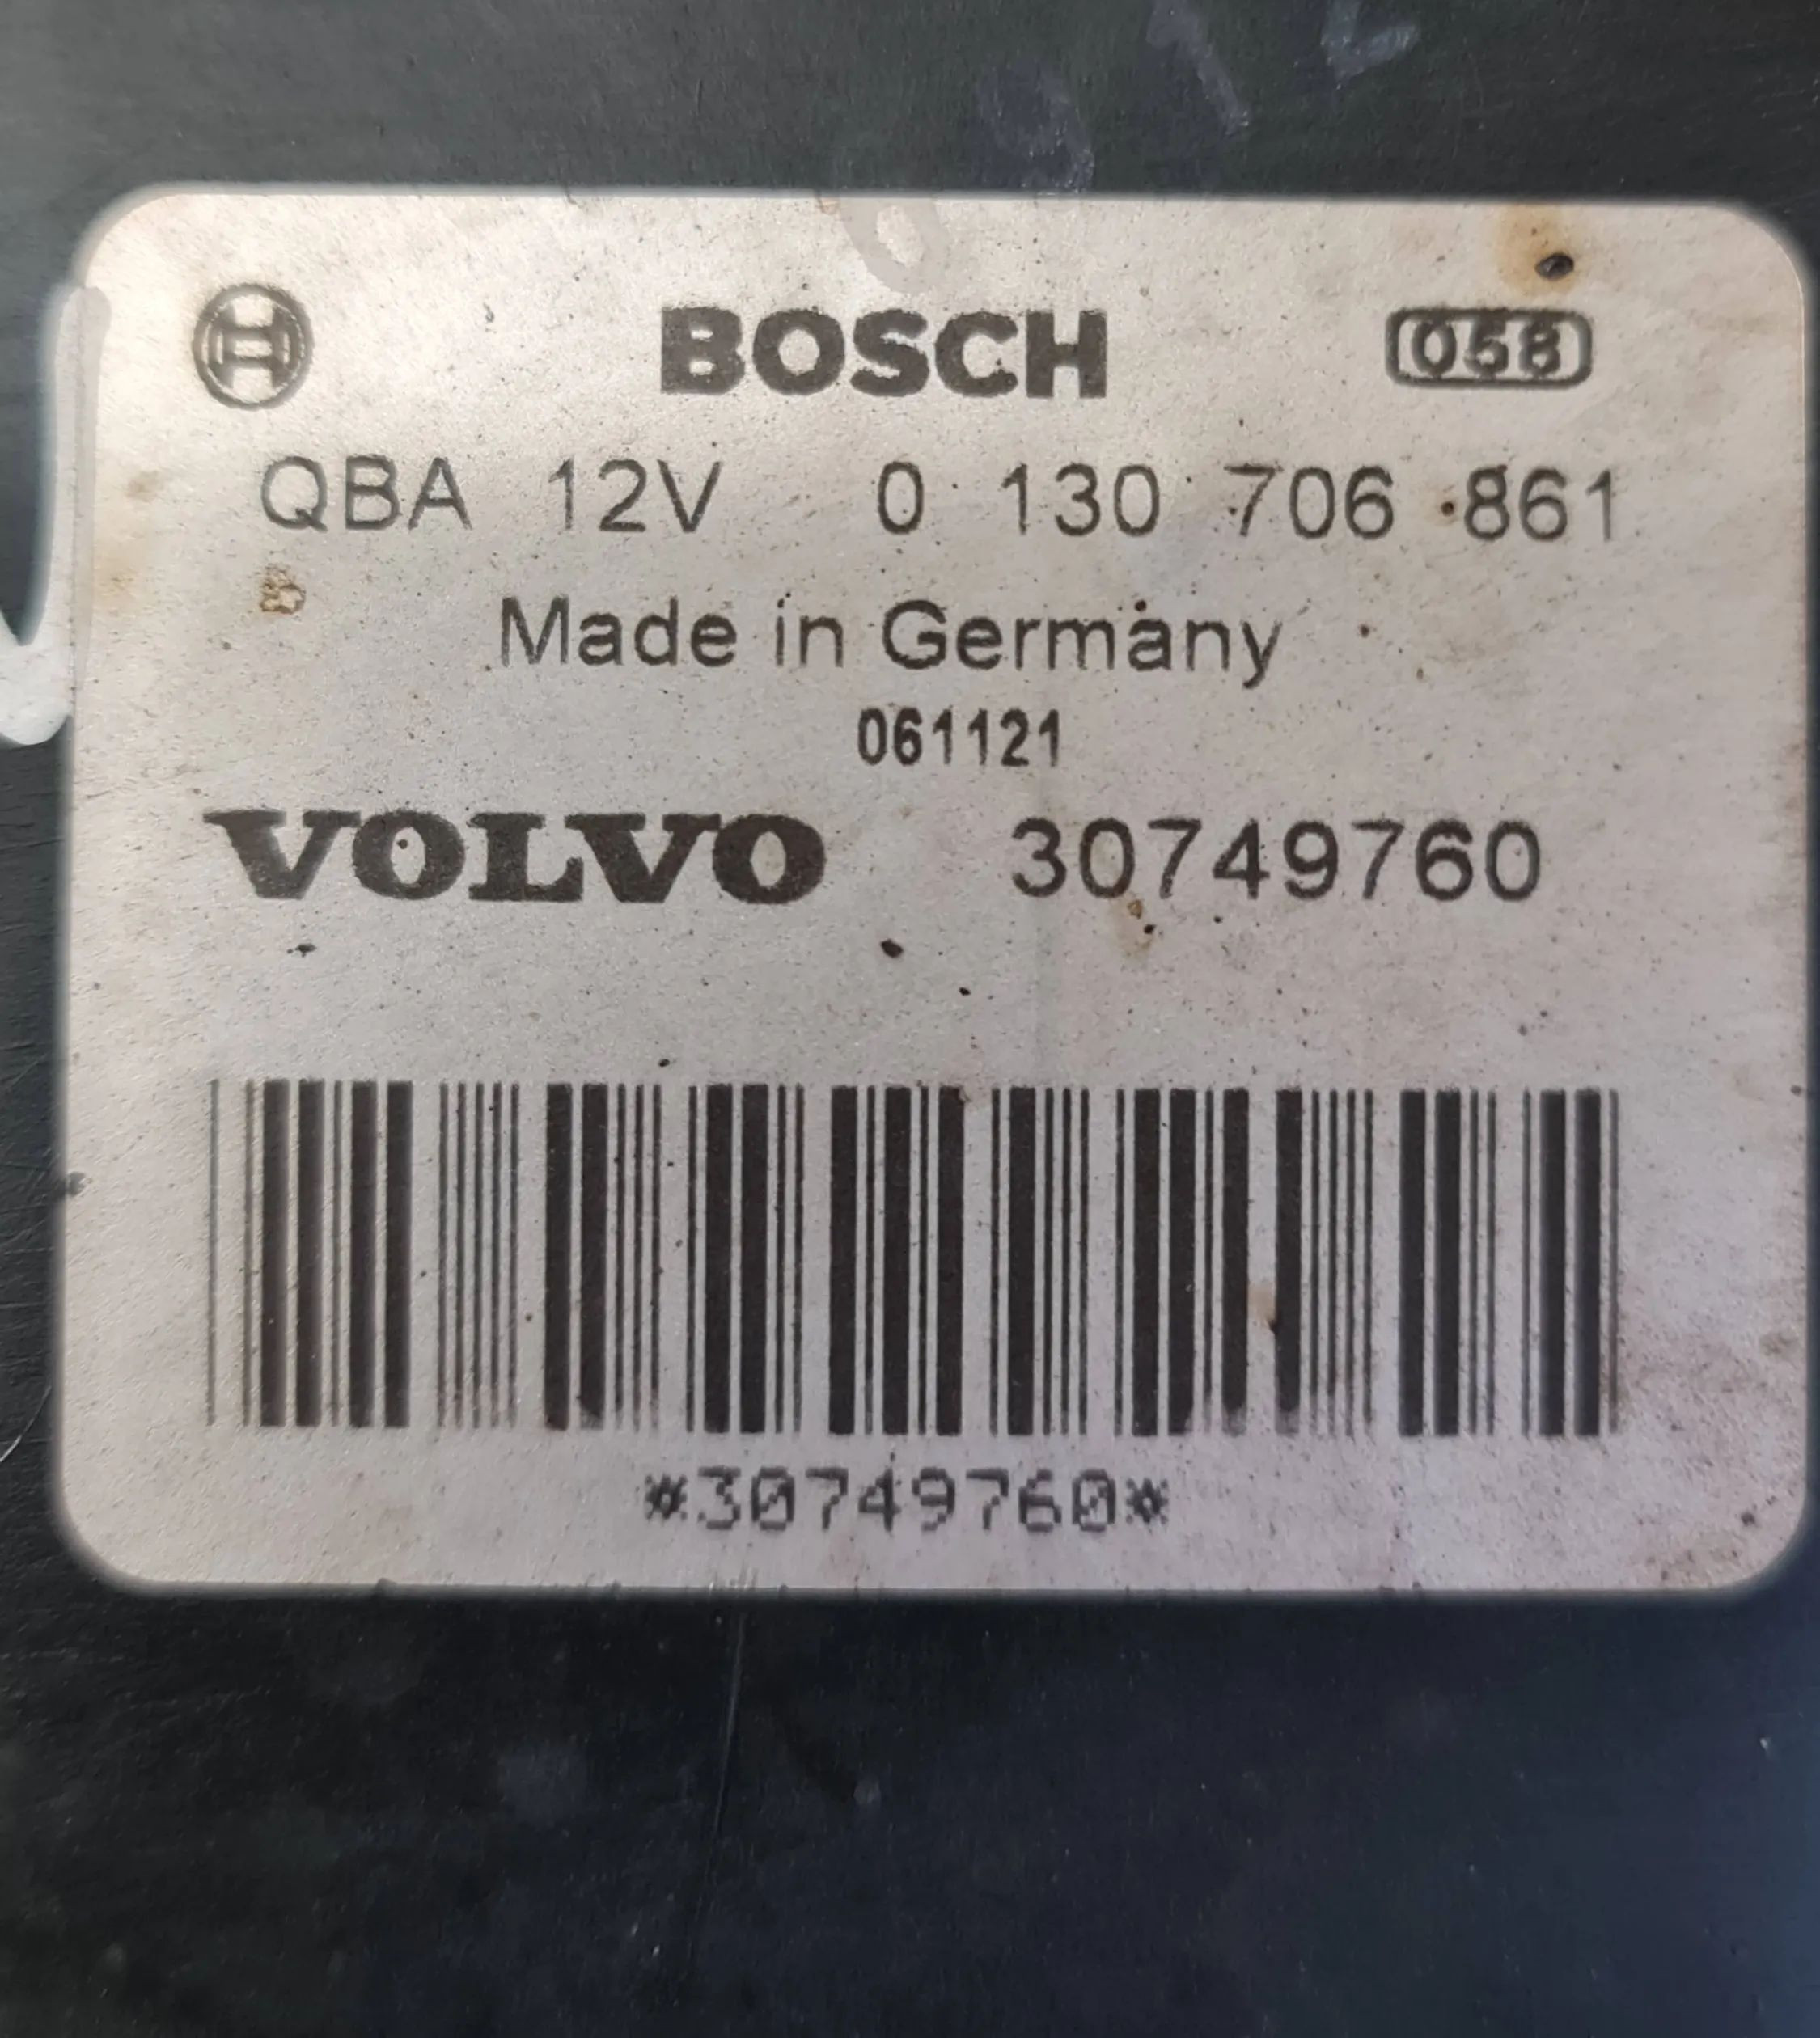 BOSCH 058
QBA 12V 0 130 706 861
Made in Germany
061121
VOLVO 30749760
*30749760*